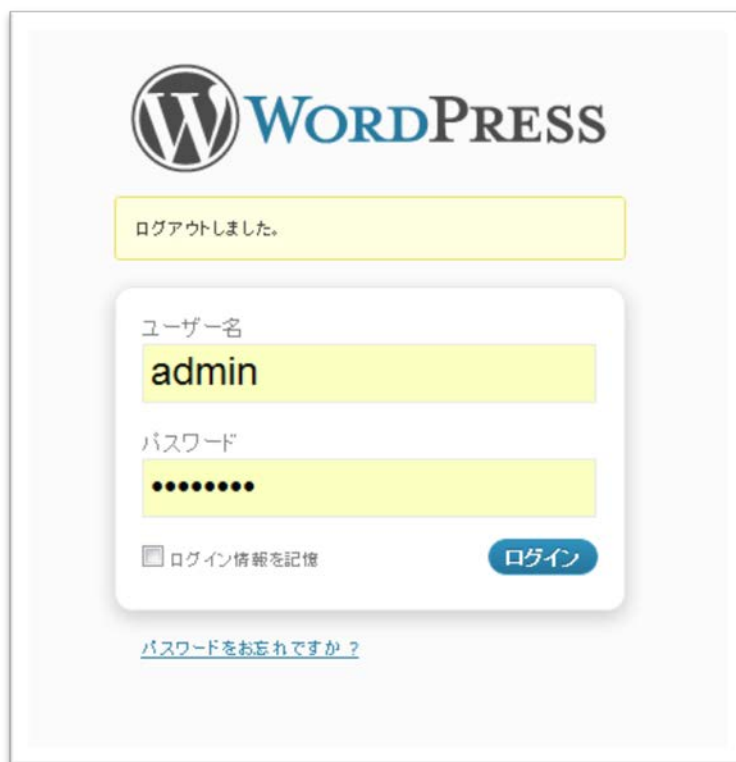 WORDPRESS
ログアウトしました。
ユーザー名
admin
パスワード
••••••••
ログイン情報を記憶
ログイン
パスワードをお忘れですか ?